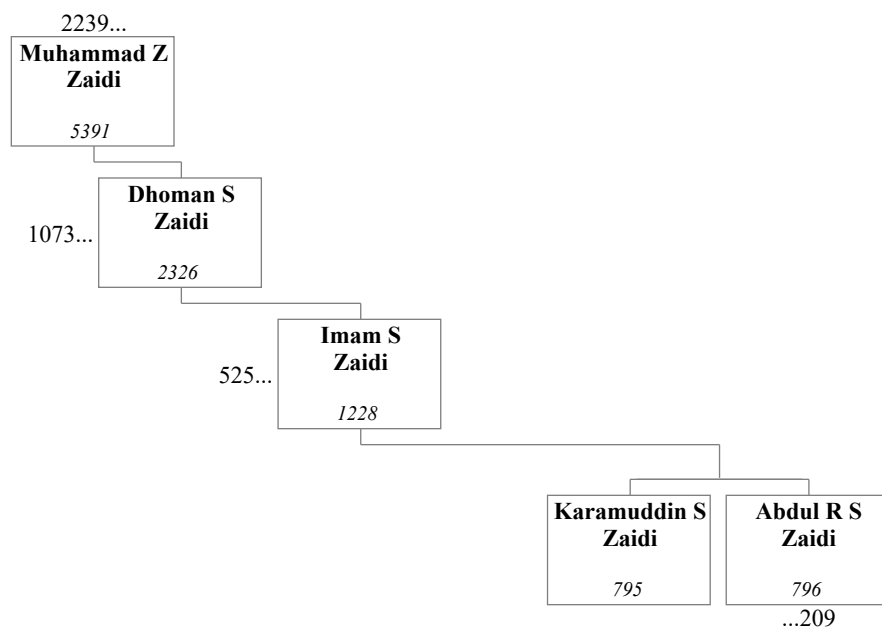 2239...
Muhammad Z
Zaidi
5391
Dhoman S
Zaidi
1073...
2326
Imam S
Zaidi
525...
1228
Karamuddin S
Zaidi
795
Abdul R S
Zaidi
796
...209